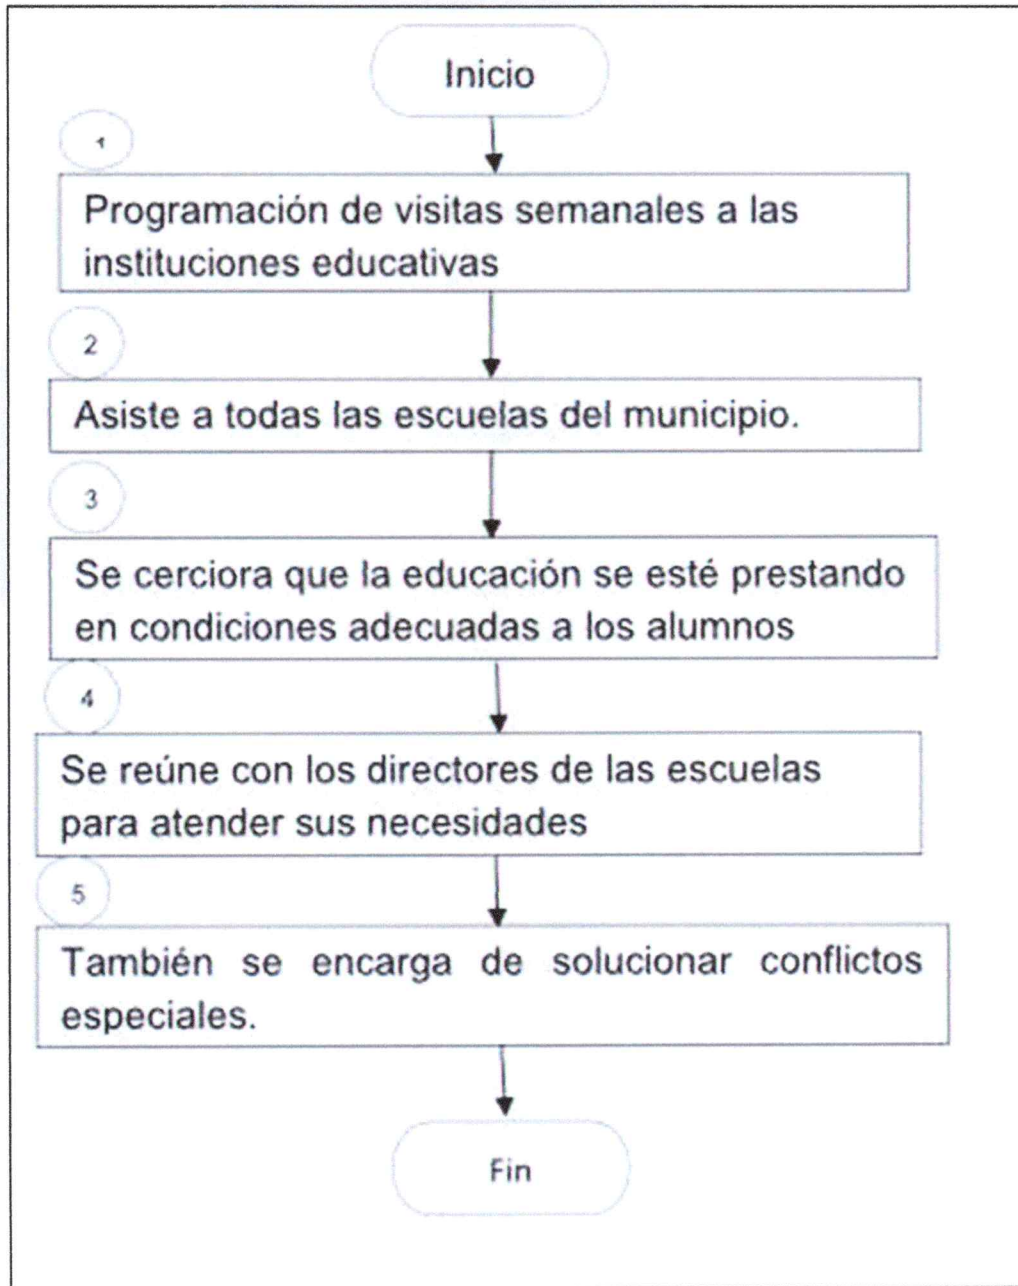 Inicio
1
Programación de visitas semanales a las
instituciones educativas
2
Asiste a todas las escuelas del municipio.
3
Se cerciora que la educación se esté prestando
en condiciones adecuadas a los alumnos
4
Se reúne con los directores de las escuelas
para atender sus necesidades
5
También se encarga de solucionar conflictos
especiales.
Fin